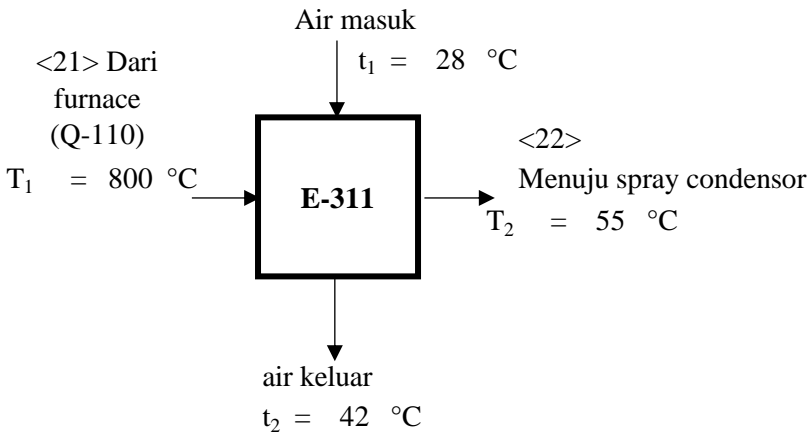 Air masuk
t1 = 28 °C
<21> Dari
furnace
(Q-110)
T1 = 800 °C
E-311
<22>
Menuju spray condensor
T2 = 55 °C
air keluar
t2 = 42 °C